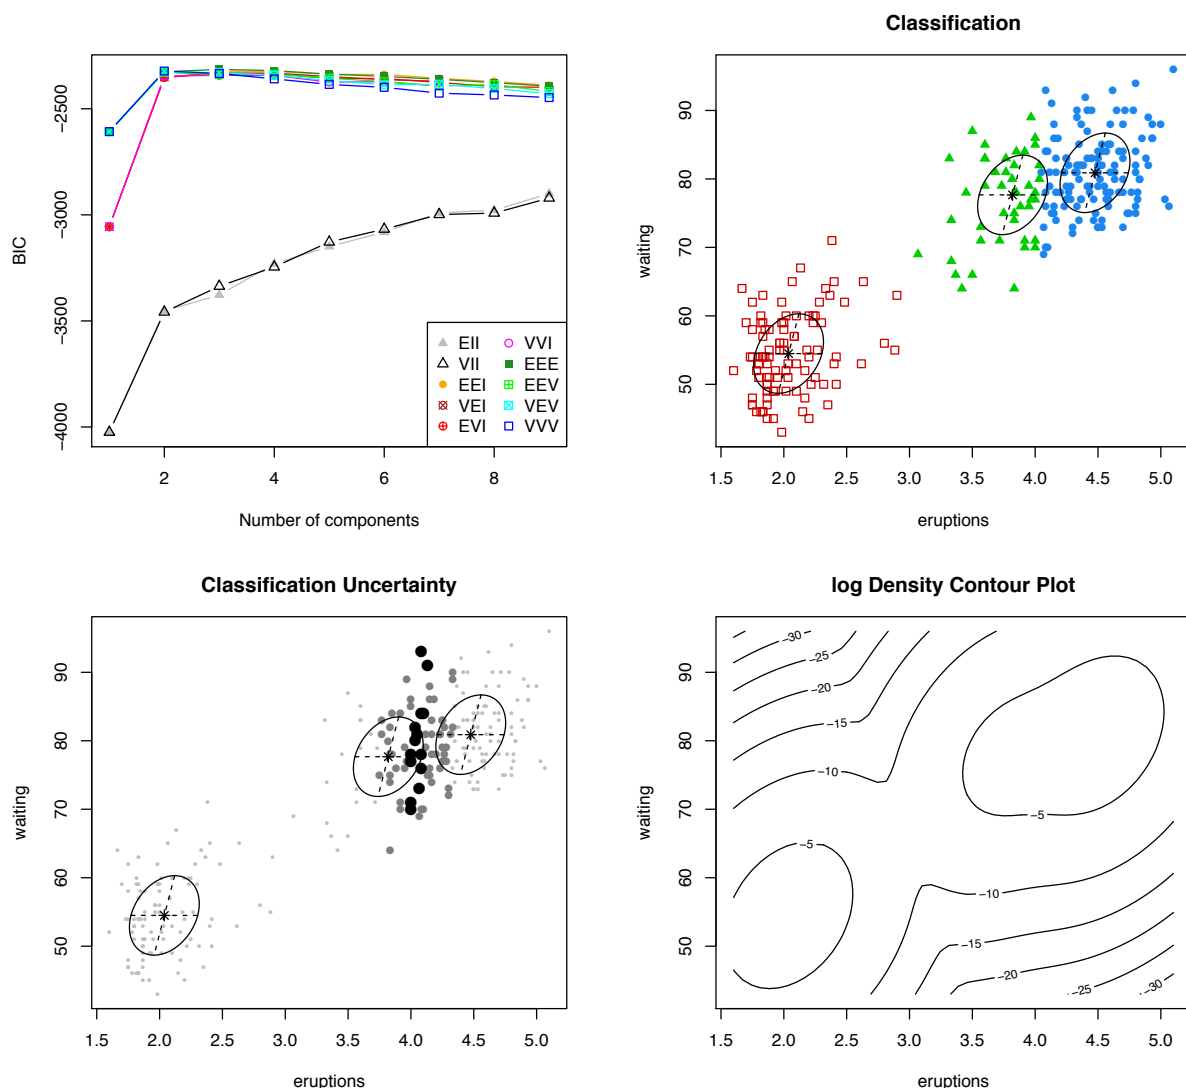 BIC
-2500
-3000
-3500
-4000
EII
VII
EEI
VEI
EVI
VVI
EEE
EEV
VEV
VVV
2 4 6 8
Number of components
Classification
waiting
90
80
70
60
50
1.5 2.0 2.5 3.0 3.5 4.0 4.5 5.0
eruptions
Classification Uncertainty
waiting
90
80
70
60
50
1.5 2.0 2.5 3.0 3.5 4.0 4.5 5.0
eruptions
log Density Contour Plot
waiting
90
80
70
60
50
-30
-25
-20
-15
-10
-5
-5
-10
-15
-20
-25
-30
1.5 2.0 2.5 3.0 3.5 4.0 4.5 5.0
eruptions